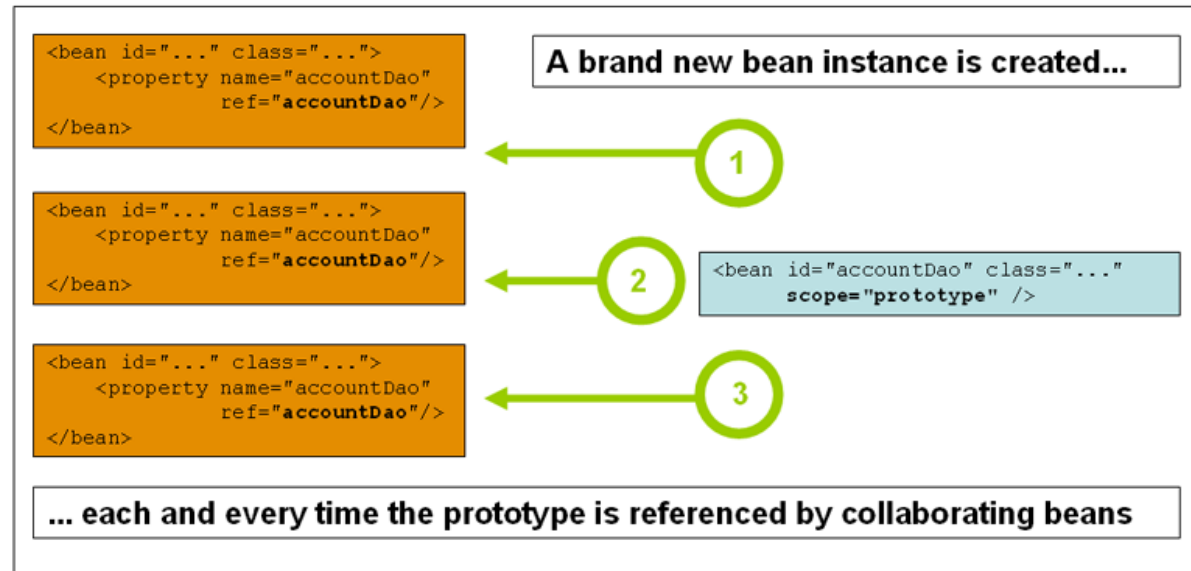 <bean id="..." class="...">
    <property name="accountDao"
              ref="accountDao"/>
</bean>
A brand new bean instance is created...
1
<bean id="..." class="...">
    <property name="accountDao"
              ref="accountDao"/>
</bean>
2
<bean id="accountDao" class="..."
      scope="prototype" />
<bean id="..." class="...">
    <property name="accountDao"
              ref="accountDao"/>
</bean>
3
... each and every time the prototype is referenced by collaborating beans